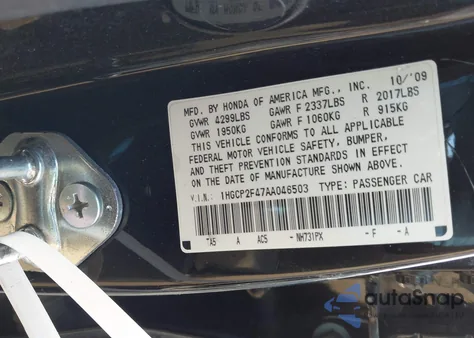 MFD. BY HONDA OF AMERICA MFG., INC. 10/'09
GVWR 4299LBS GAWR F 2337LBS R 2017LBS
GVWR 1950KG GAWR F 1060KG R 915KG
THIS VEHICLE CONFORMS TO ALL APPLICABLE
FEDERAL MOTOR VEHICLE SAFETY, BUMPER,
AND THEFT PREVENTION STANDARDS IN EFFECT
ON THE DATE OF MANUFACTURE SHOWN ABOVE.
V.I.N.: 1HGCP2F47AA046503 TYPE: PASSENGER CAR
A AC5 -NH731PX -F -A
autoSnap